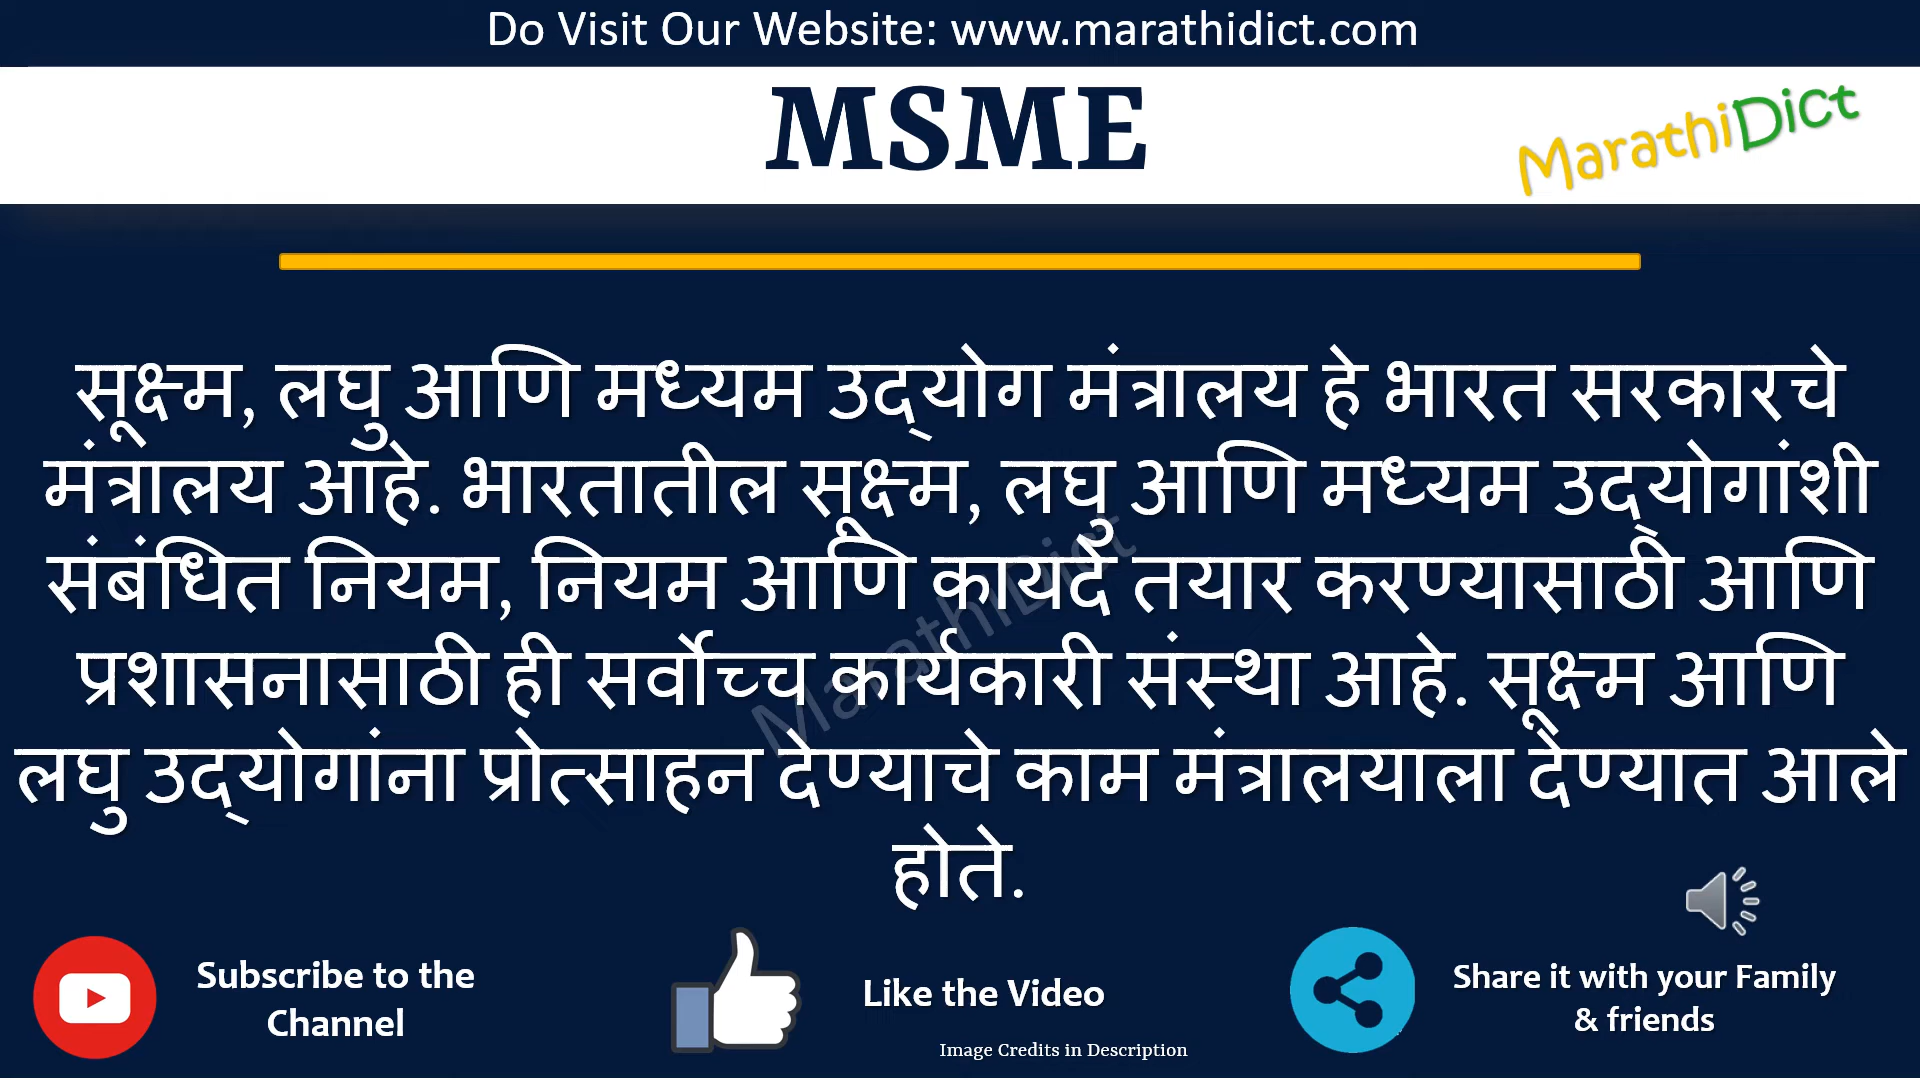 Do Visit Our Website: www.marathidict.com
MSME
MarathiDict
सूक्ष्म, लघु आणि मध्यम उद्‌योग मंत्रालय हे भारत सरकारचे
मंत्रालय आहे. भारतातील सूक्ष्म, लघु आणि मध्यम उद्‌योगांशी
संबंधित नियम, नियम आणि कायदे तयार करण्यासाठी आणि
प्रशासनासाठी ही सर्वोच्च कार्यकारी संस्था आहे. सूक्ष्म आणि
लघु उद्‌योगांना प्रोत्साहन देण्याचे काम मंत्रालयाला देण्यात आले
होते.
MarathiDict
Subscribe to the
Channel
Like the Video
Share it with your Family
& friends
Image Credits in Description